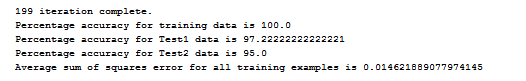 199 iteration complete.
Percentage accuracy for training data is 100.0
Percentage accuracy for Test1 data is 97.22222222222221
Percentage accuracy for Test2 data is 95.0
Average sum of squares error for all training examples is 0.014621889077974145